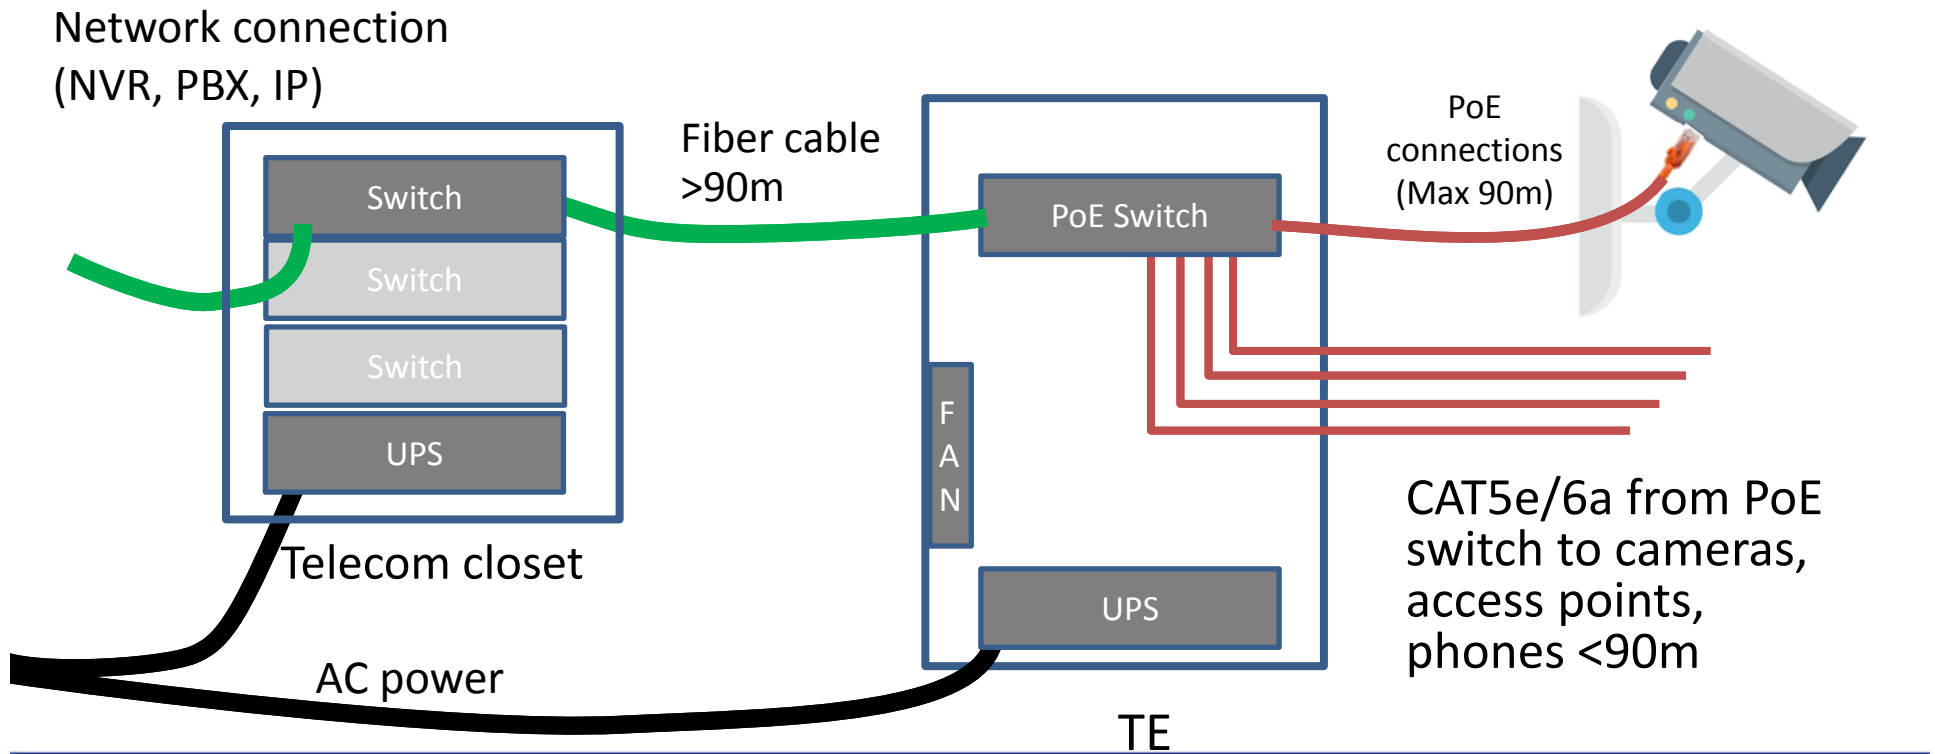 Network connection
(NVR, PBX, IP)
Switch
Switch
Switch
UPS
Telecom closet
AC power
Fiber cable
>90m
PoE Switch
F
A
N
UPS
TE
PoE
connections
(Max 90m)
CAT5e/6a from PoE
switch to cameras,
access points,
phones <90m